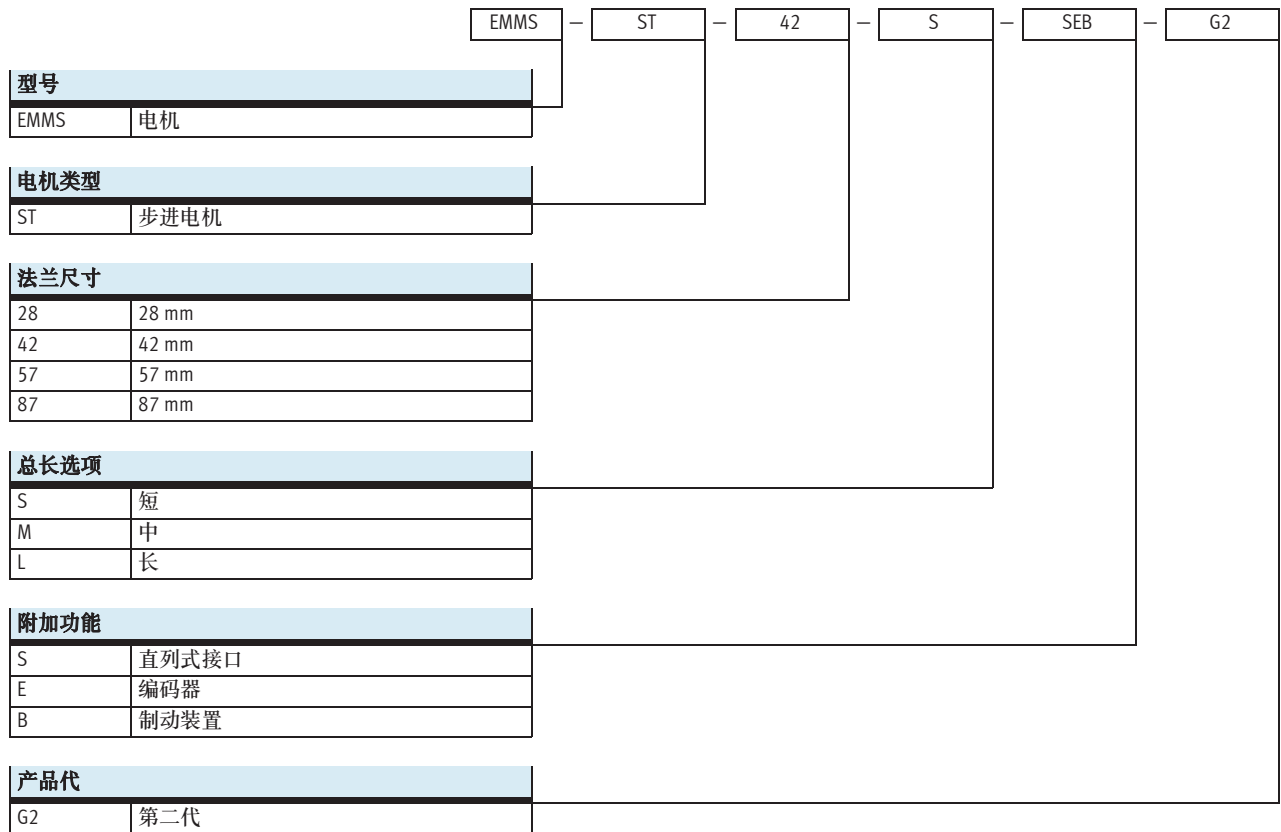 EMMS – ST – 42 – S – SEB – G2
型号
EMMS 电机
电机类型
ST 步进电机
法兰尺寸
28 28 mm
42 42 mm
57 57 mm
87 87 mm
总长选项
S 短
M 中
L 长
附加功能
S 直列式接口
E 编码器
B 制动装置
产品代
G2 第二代